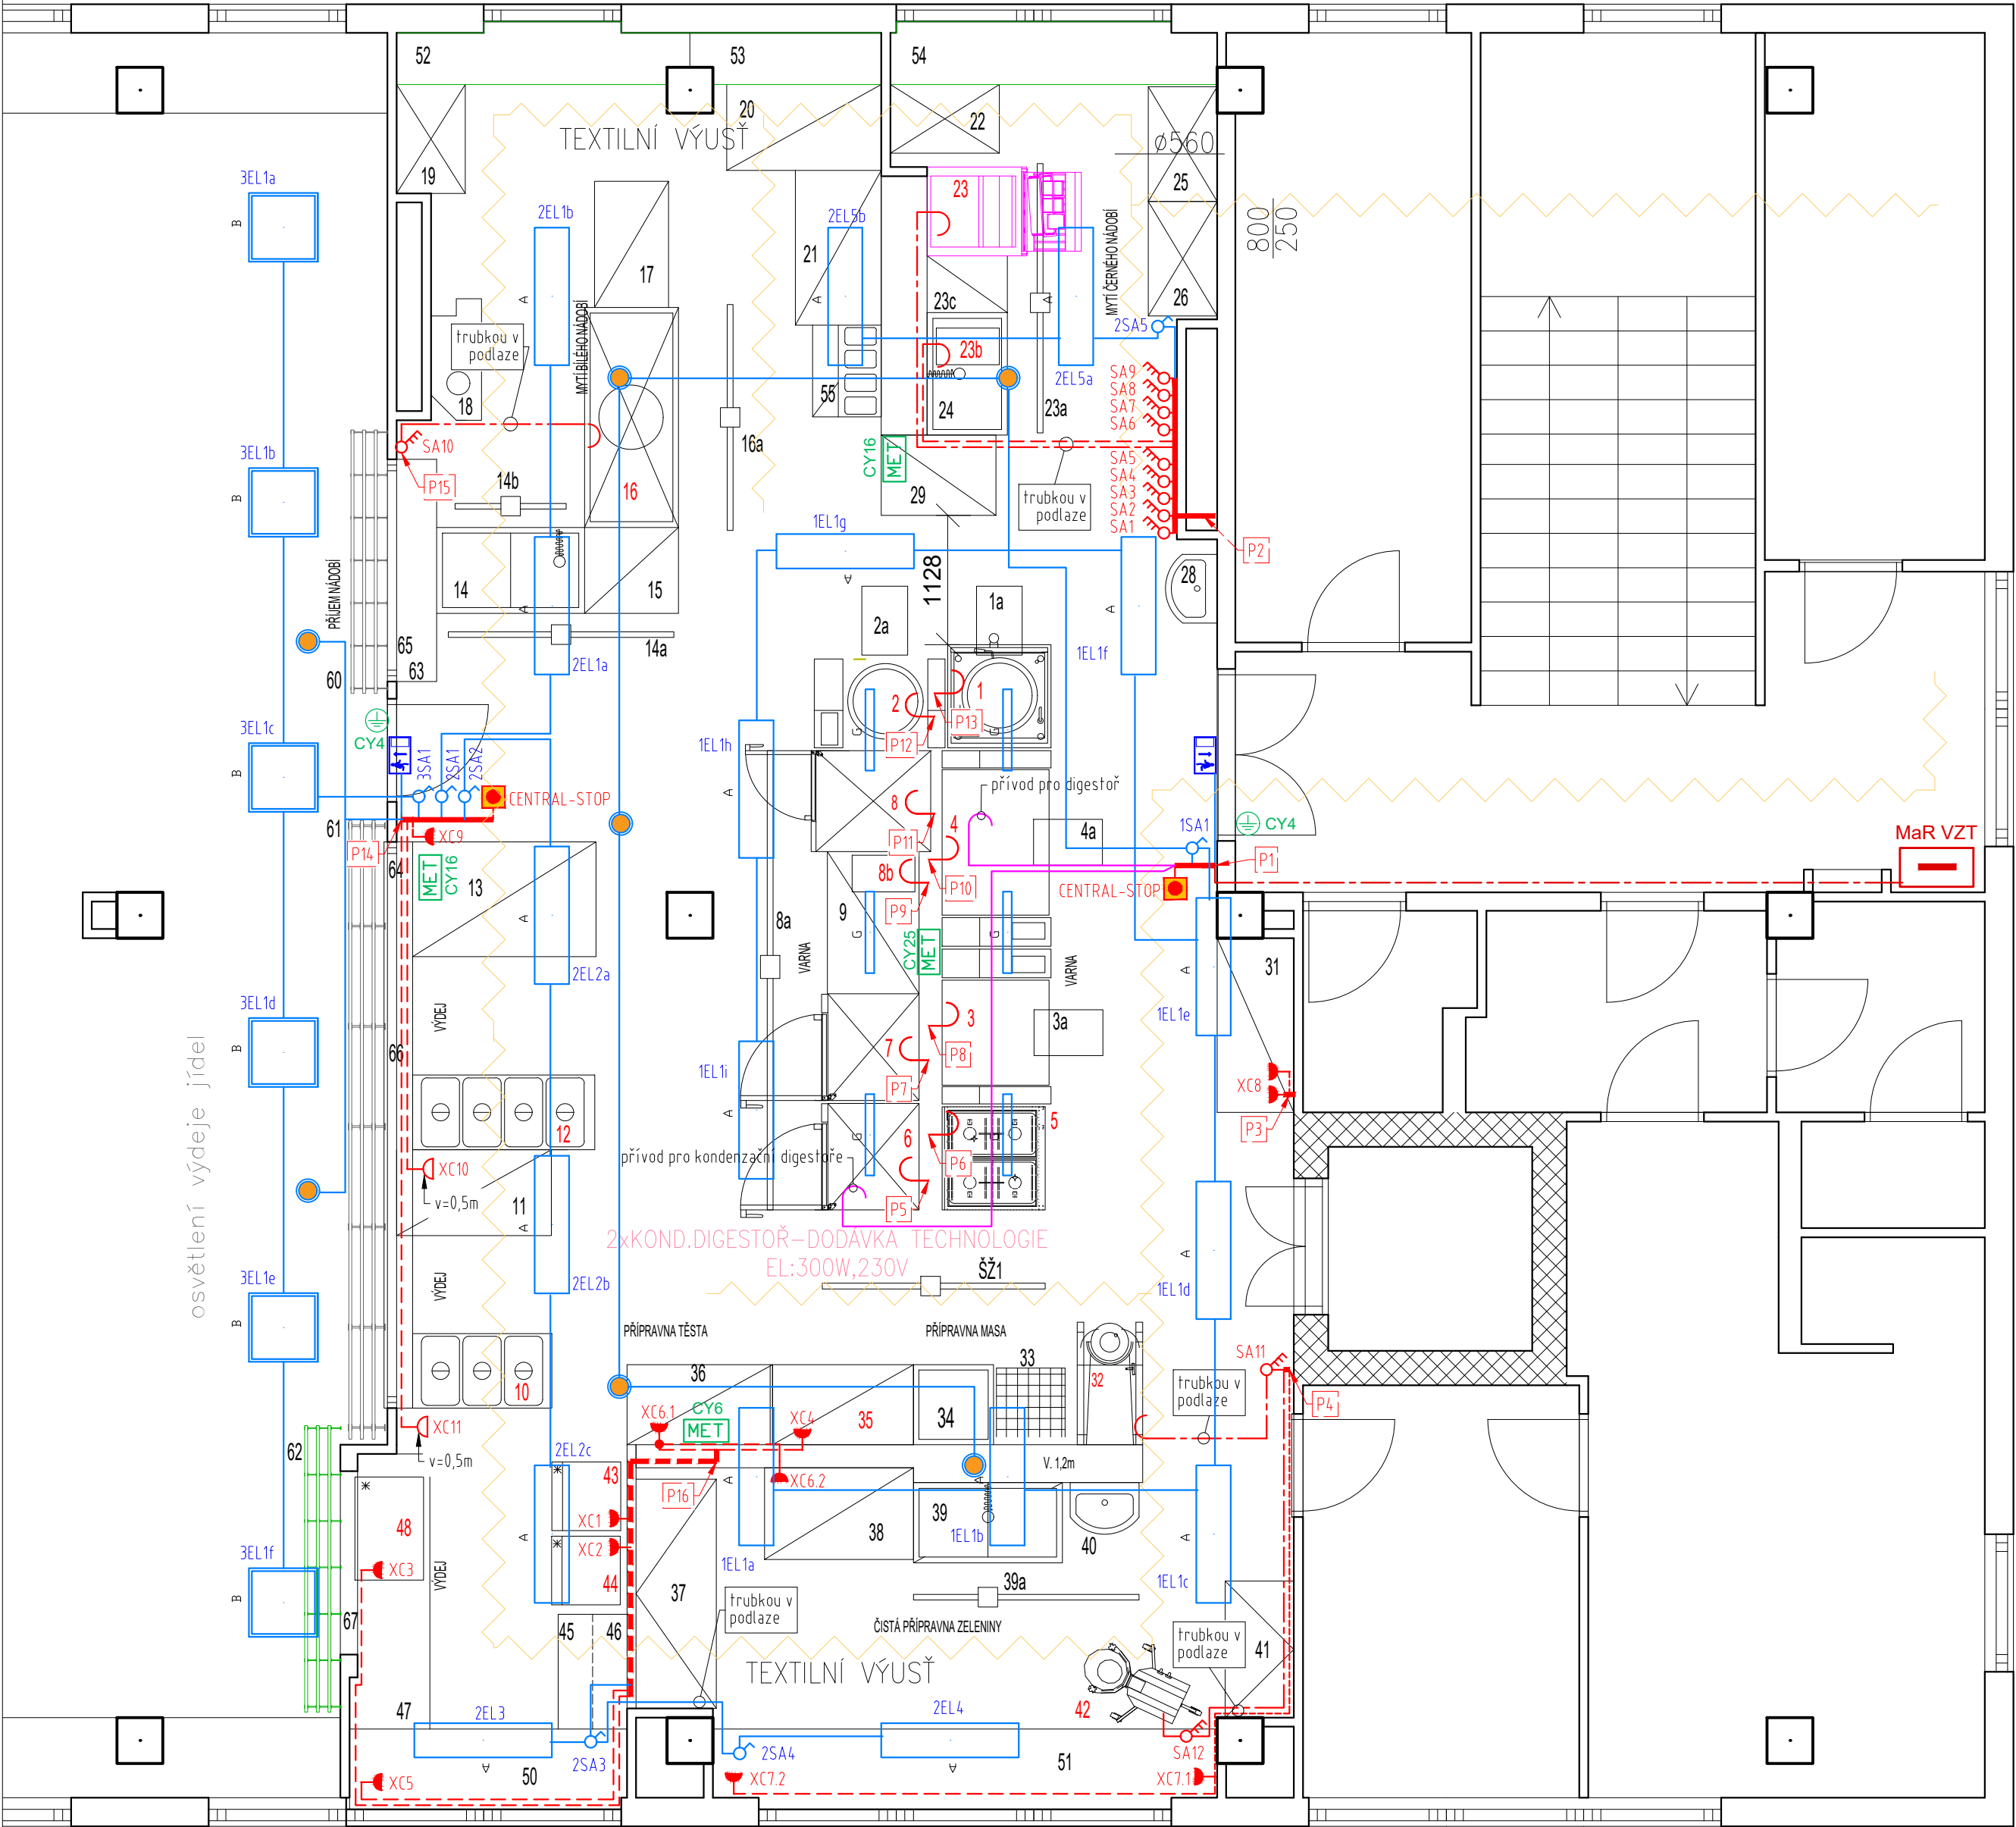 52
53
54
20
22
TEXTILNÍ VÝUSŤ
ø560
3EL1a
B
19
2EL1b
2EL5b
23
25
MYTÍ ČERNÉHO NÁDOBÍ
800
250
21
17
A
A
A
23c
26
MYTÍ BÍLÉHO NÁDOBÍ
trubkou v
podlaze
2SA5
23b
18
55
2EL5a
24
23a
SA9
SA8
SA7
SA6
SA10
16a
3EL1b
B
P15
CY16
MET
14b
16
29
trubkou v
podlaze
SA5
SA4
SA3
SA2
SA1
1EL1g
P2
A
1128
PŘÍJEM NÁDOBÍ
14
15
A
28
1a
2a
A
65
63
60
14a
2EL1a
1EL1f
1
2
P13
P12
G
G
3EL1c
B
CY4
3SA1
2SA1
2SA2
CENTRAL-STOP
1EL1h
A
přívod pro digestoř
8
4
4a
P11
61
XC9
P14
64
MET
CY16
13
1SA1
CY4
MaR VZT
P1
8b
P10
CENTRAL-STOP
P9
A
8a
9
VARNA
G
CY25
MET
G
VARNA
31
A
2EL2a
3EL1d
B
VÝDEJ
66
1EL1e
3
3a
7
P8
P7
1EL1i
A
XC8
P3
osvětlení výdeje jídel
12
6
5
G
G
P6
P5
přívod pro kondenzační digestoře
XC10
v=0,5m
11
A
2xKOND.DIGESTOŘ-DODÁVKA TECHNOLOGIE
EL:300W,230V
ŠŽ1
A
3EL1e
B
VÝDEJ
2EL2b
1EL1d
PŘÍPRAVNA TĚSTA
PŘÍPRAVNA MASA
33
36
32
SA11
trubkou v
podlaze
P4
10
XC6.1
CY6
MET
XC4
35
34
XC11
v=0,5m
62
2EL2c
43
A
XC6.2
A
V. 1,2m
P16
48
XC1
39
38
1EL1b
40
A
A
XC2
3EL1f
B
XC3
VÝDEJ
44
1EL1a
37
39a
1EL1c
trubkou v
podlaze
67
45
46
ČISTÁ PŘÍPRAVNA ZELENINY
trubkou v
podlaze
41
TEXTILNÍ VÝUSŤ
47
2EL3
2EL4
42
2SA3
2SA4
SA12
A
A
50
51
XC5
XC7.2
XC7.1